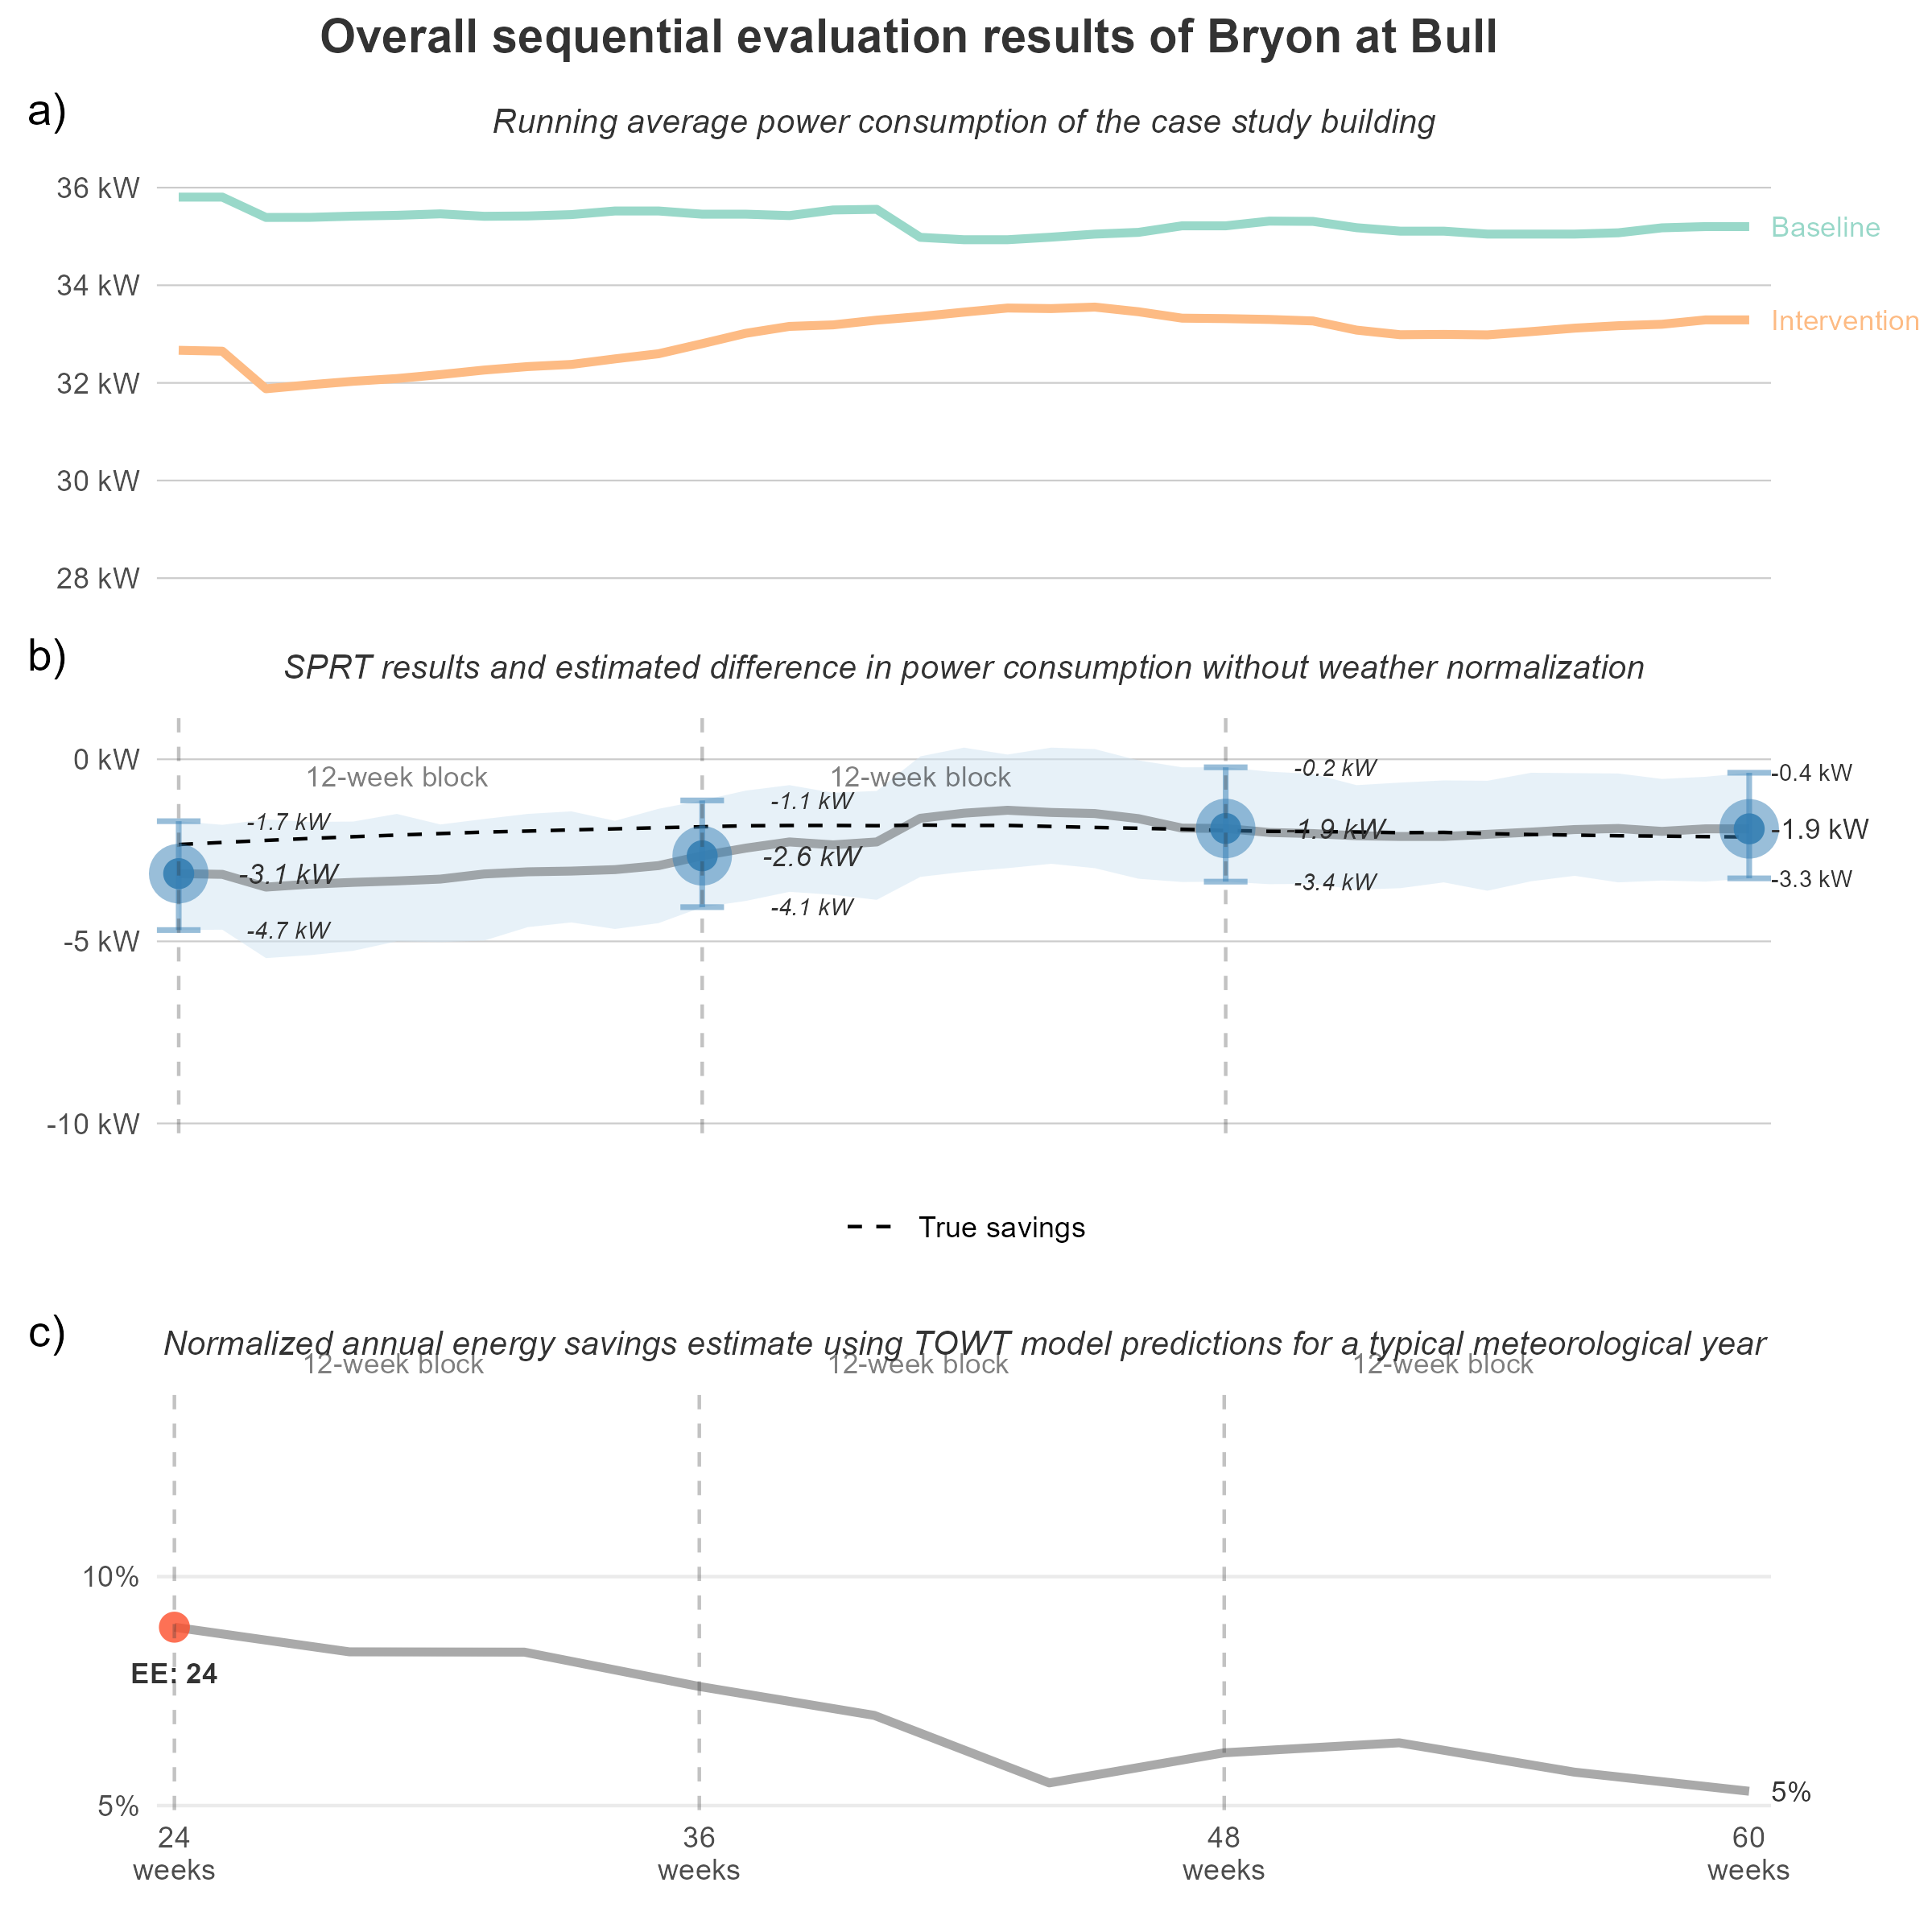 Overall sequential evaluation results of Bryon at Bull
a)
Running average power consumption of the case study building
36 kW
34 kW
32 kW
30 kW
28 kW
Baseline
Intervention
b)
SPRT results and estimated difference in power consumption without weather normalization
0 kW
-5 kW
-10 kW
12-week block
12-week block
-1.7 kW
-3.1 kW
-4.7 kW
-1.1 kW
-2.6 kW
-4.1 kW
-0.2 kW
-1.9 kW
-3.4 kW
-0.4 kW
-1.9 kW
-3.3 kW
True savings
c)
Normalized annual energy savings estimate using TOWT model predictions for a typical meteorological year
12-week block
12-week block
12-week block
10%
5%
EE: 24
5%
24
weeks
36
weeks
48
weeks
60
weeks